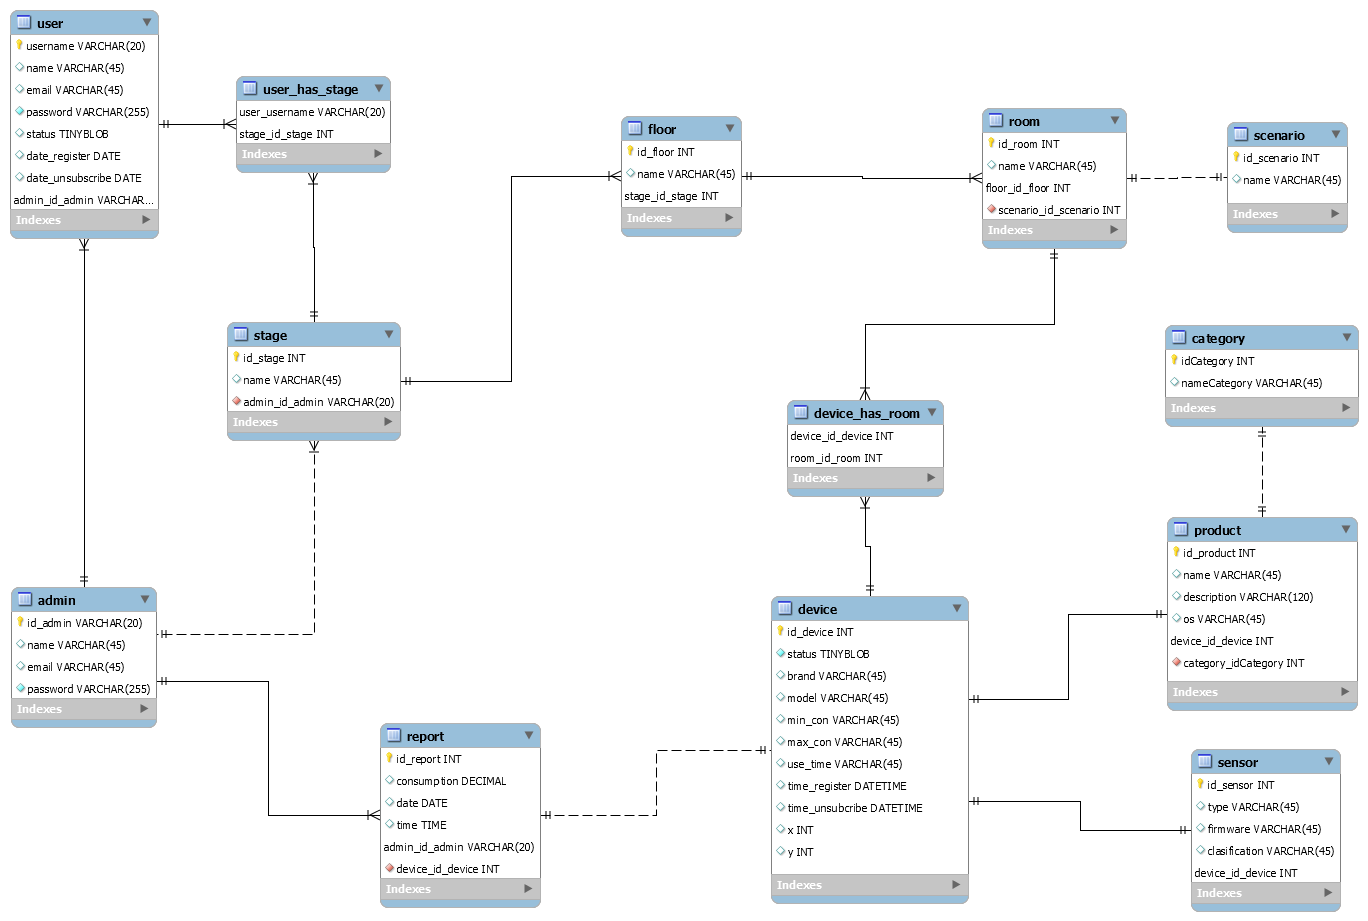 user
username VARCHAR(20)
name VARCHAR(45)
email VARCHAR(45)
password VARCHAR(255)
status TINYBLOB
date_register DATE
date_unsubscribe DATE
admin_id_admin VARCHAR...
Indexes
user_has_stage
user_username VARCHAR(20)
stage_id_stage INT
Indexes
floor
id_floor INT
name VARCHAR(45)
stage_id_stage INT
Indexes
room
id_room INT
name VARCHAR(45)
floor_id_floor INT
scenario_id_scenario INT
Indexes
scenario
id_scenario INT
name VARCHAR(45)
Indexes
stage
id_stage INT
name VARCHAR(45)
admin_id_admin VARCHAR(20)
Indexes
category
idCategory INT
nameCategory VARCHAR(45)
Indexes
device_has_room
device_id_device INT
room_id_room INT
Indexes
product
id_product INT
name VARCHAR(45)
description VARCHAR(120)
os VARCHAR(45)
device_id_device INT
category_idCategory INT
Indexes
admin
id_admin VARCHAR(20)
name VARCHAR(45)
email VARCHAR(45)
password VARCHAR(255)
Indexes
device
id_device INT
status TINYBLOB
brand VARCHAR(45)
model VARCHAR(45)
min_con VARCHAR(45)
max_con VARCHAR(45)
use_time VARCHAR(45)
time_register DATETIME
time_unsubcribe DATETIME
x INT
y INT
Indexes
report
id_report INT
consumption DECIMAL
date DATE
time TIME
admin_id_admin VARCHAR(20)
device_id_device INT
Indexes
sensor
id_sensor INT
type VARCHAR(45)
firmware VARCHAR(45)
clasification VARCHAR(45)
device_id_device INT
Indexes